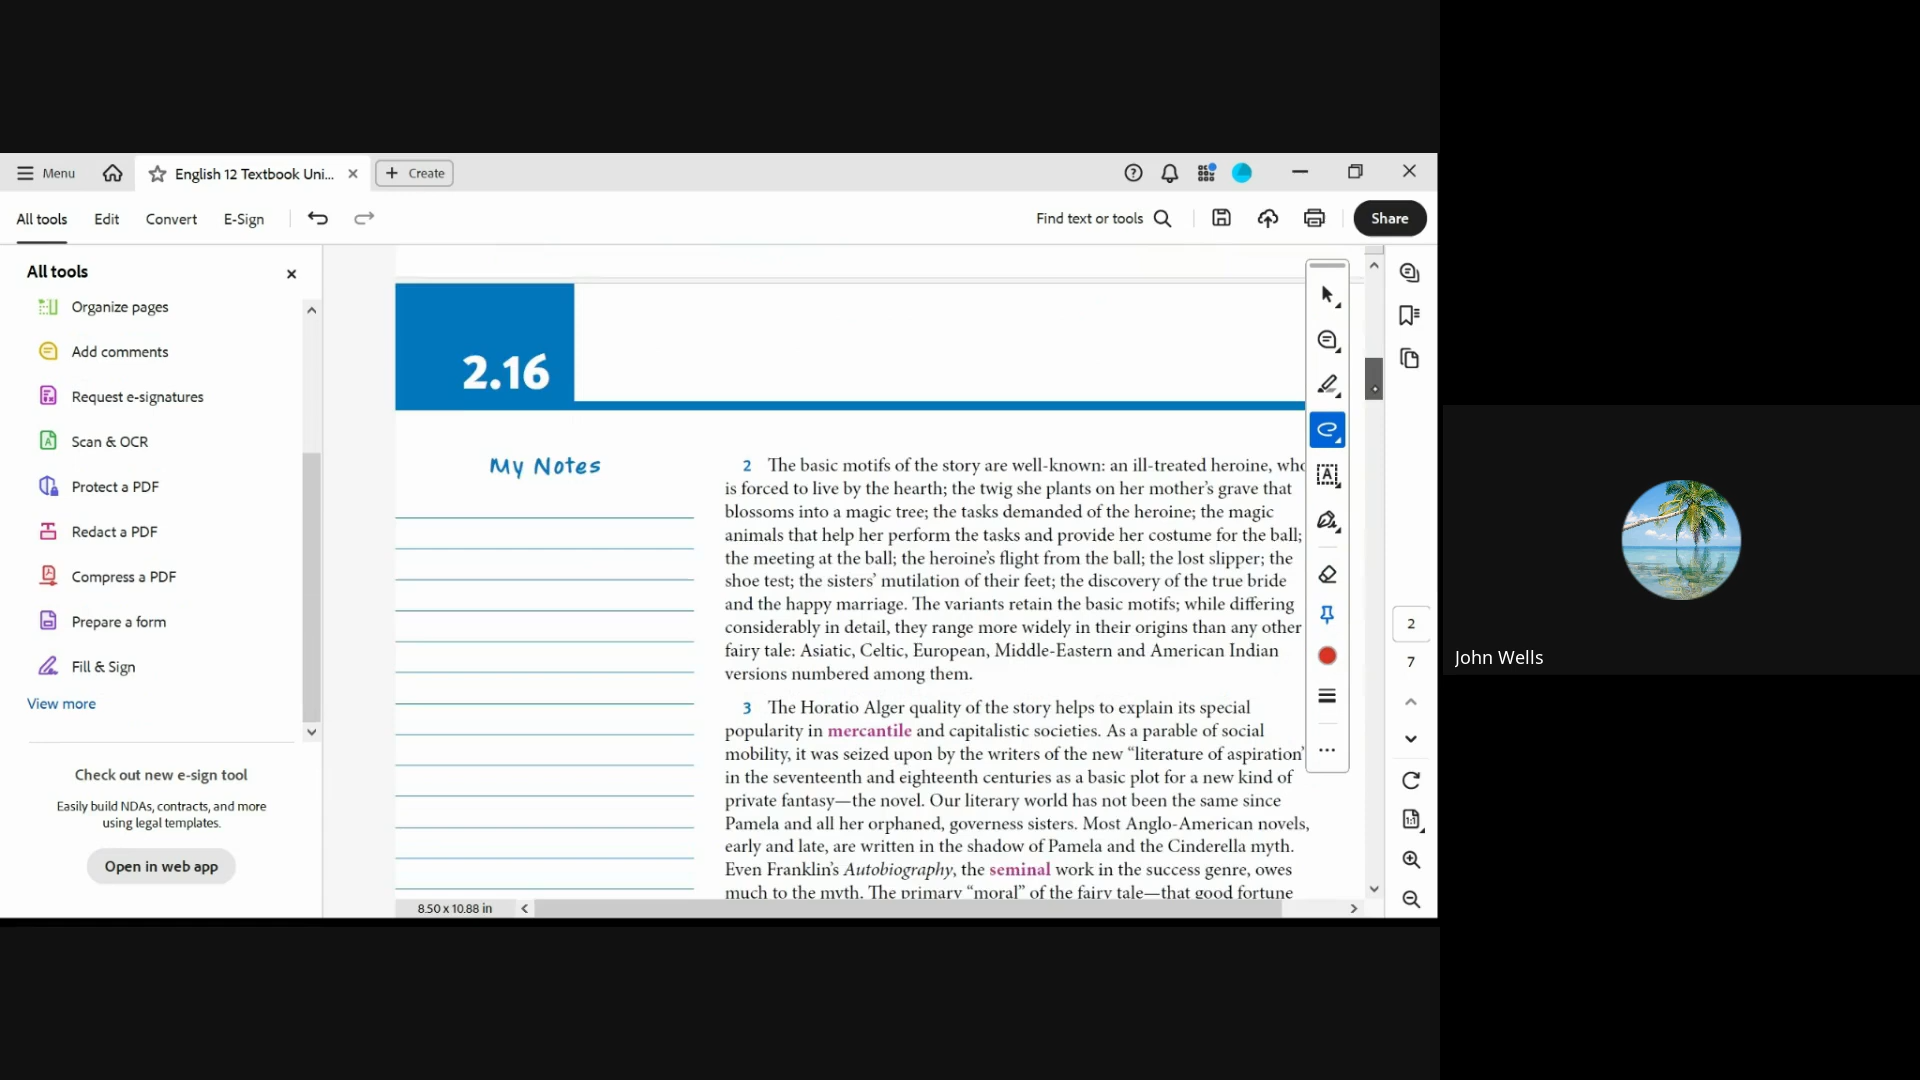 Menu
English 12 Textbook Uni...
Create
All tools
Edit
Convert
E-Sign
Find text or tools
Share
All tools
Organize pages
Add comments
Request e-signatures
Scan & OCR
Protect a PDF
Redact a PDF
Compress a PDF
Prepare a form
Fill & Sign
View more
Check out new e-sign tool
Easily build NDAs, contracts, and more
using legal templates.
Open in web app
2.16
My Notes
2 The basic motifs of the story are well-known: an ill-treated heroine, who
is forced to live by the hearth; the twig she plants on her mother’s grave that
blossoms into a magic tree; the tasks demanded of the heroine; the magic
animals that help her perform the tasks and provide her costume for the ball;
the meeting at the ball; the heroine’s flight from the ball; the lost slipper; the
shoe test; the sisters’ mutilation of their feet; the discovery of the true bride
and the happy marriage. The variants retain the basic motifs; while differing
considerably in detail, they range more widely in their origins than any other
fairy tale: Asiatic, Celtic, European, Middle-Eastern and American Indian
versions numbered among them.
3 The Horatio Alger quality of the story helps to explain its special
popularity in mercantile and capitalistic societies. As a parable of social
mobility, it was seized upon by the writers of the new “literature of aspiration”
in the seventeenth and eighteenth centuries as a basic plot for a new kind of
private fantasy—the novel. Our literary world has not been the same since
Pamela and all her orphaned, governess sisters. Most Anglo-American novels,
early and late, are written in the shadow of Pamela and the Cinderella myth.
Even Franklin’s Autobiography, the seminal work in the success genre, owes
much to the myth. The primary “moral” of the fairy tale—that good fortune
8.50 x 10.88 in
2
7
John Wells